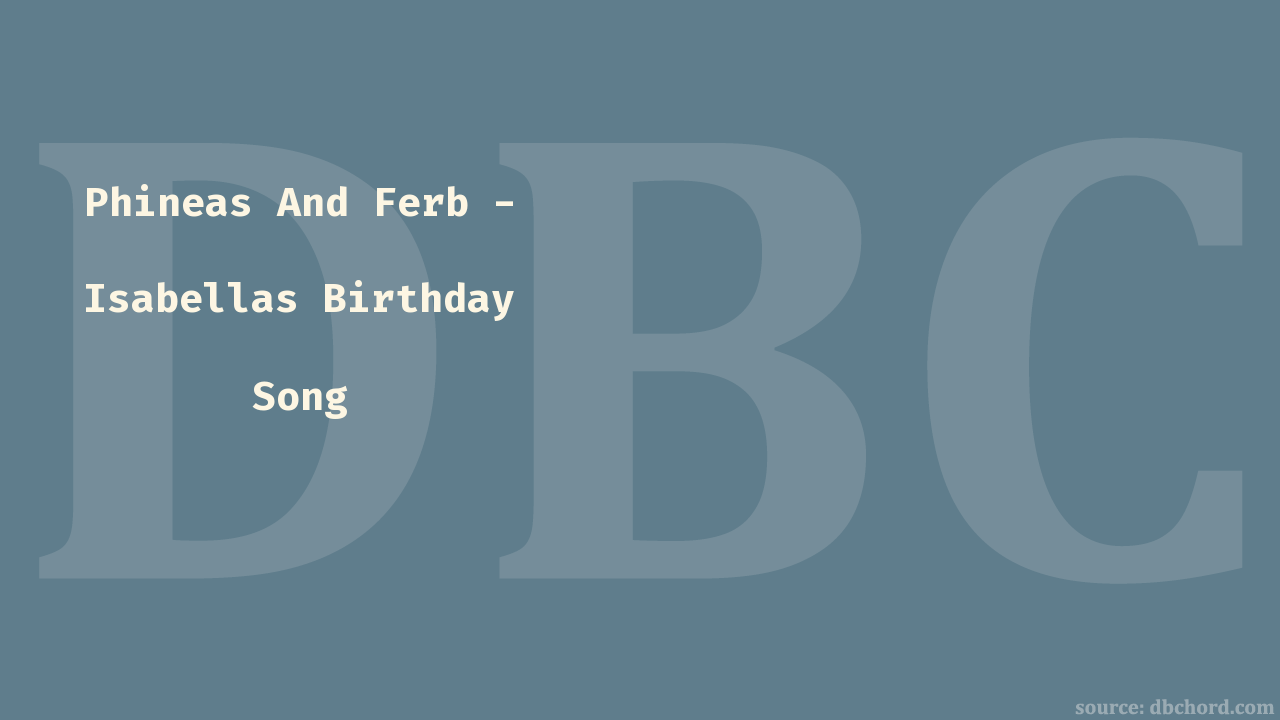 DBC
Phineas And Ferb –
Isabellas Birthday
Song
source: dbchord.com